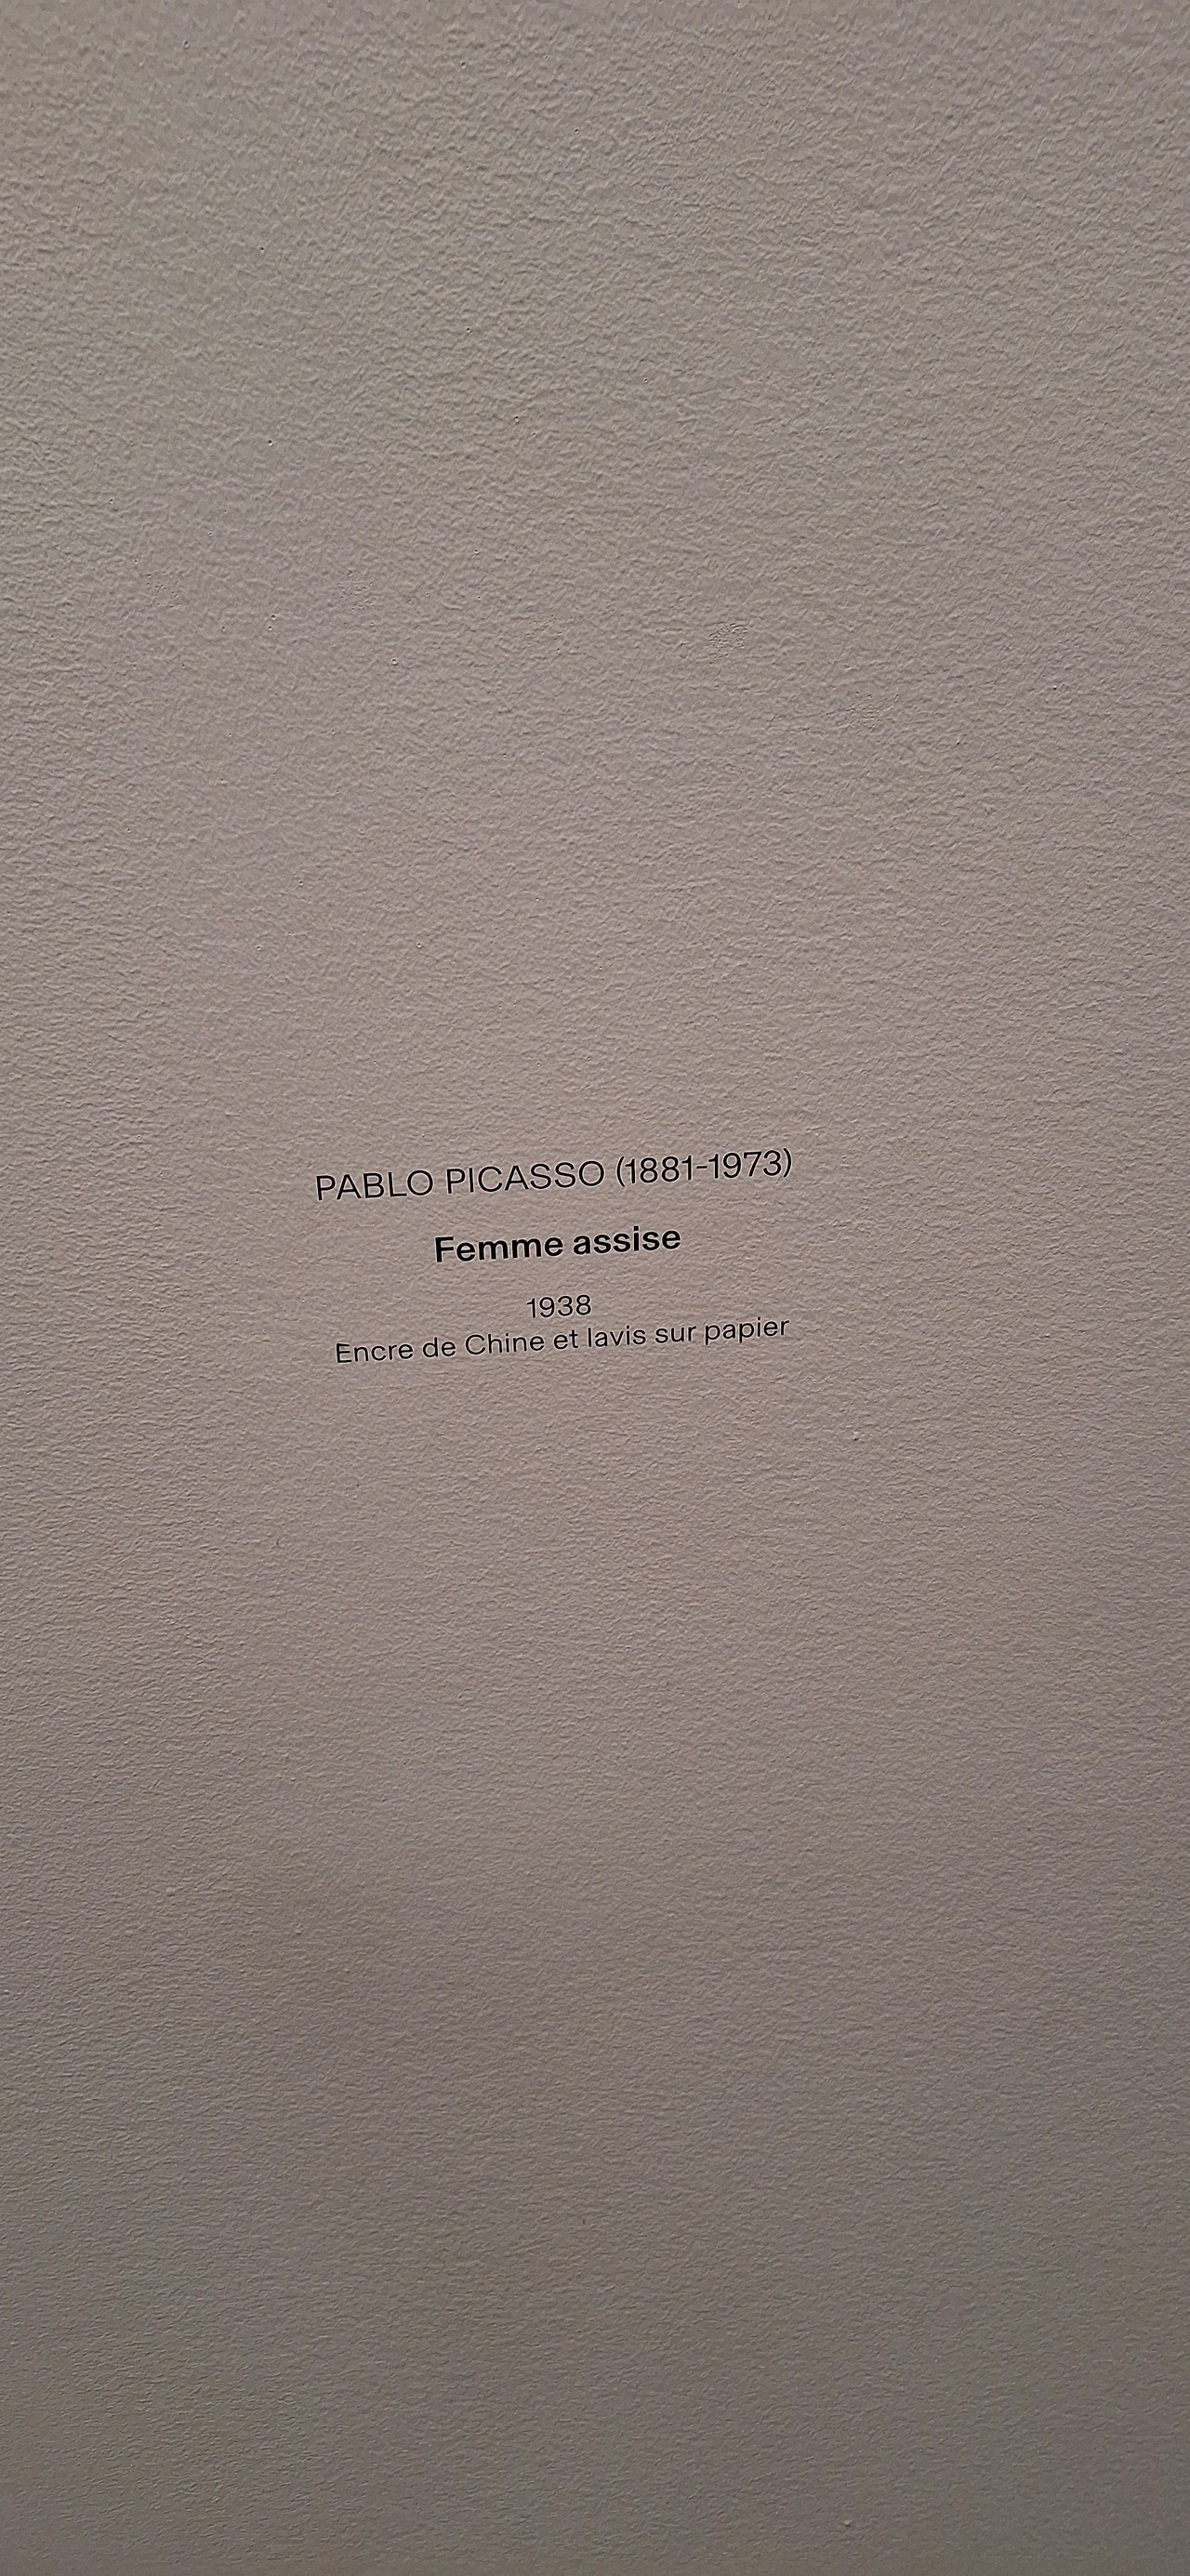 PABLO PICASSO (1881-1973)
Femme assise
1938
Encre de Chine et lavis sur papier